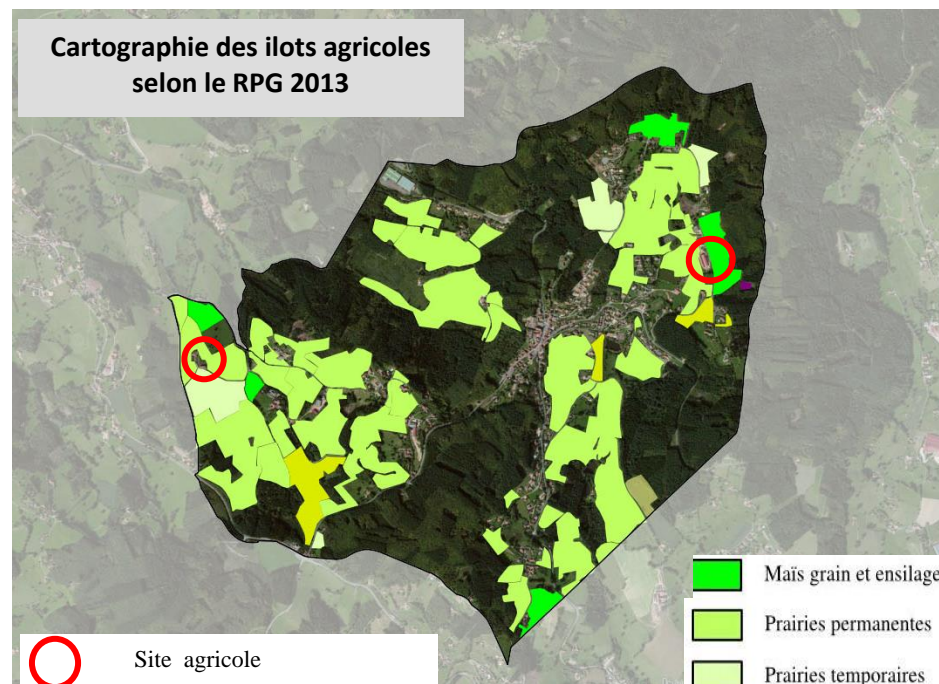 Cartographie des ilots agricoles
selon le RPG 2013
Maïs grain et ensilage
Prairies permanentes
Prairies temporaires
Site agricole